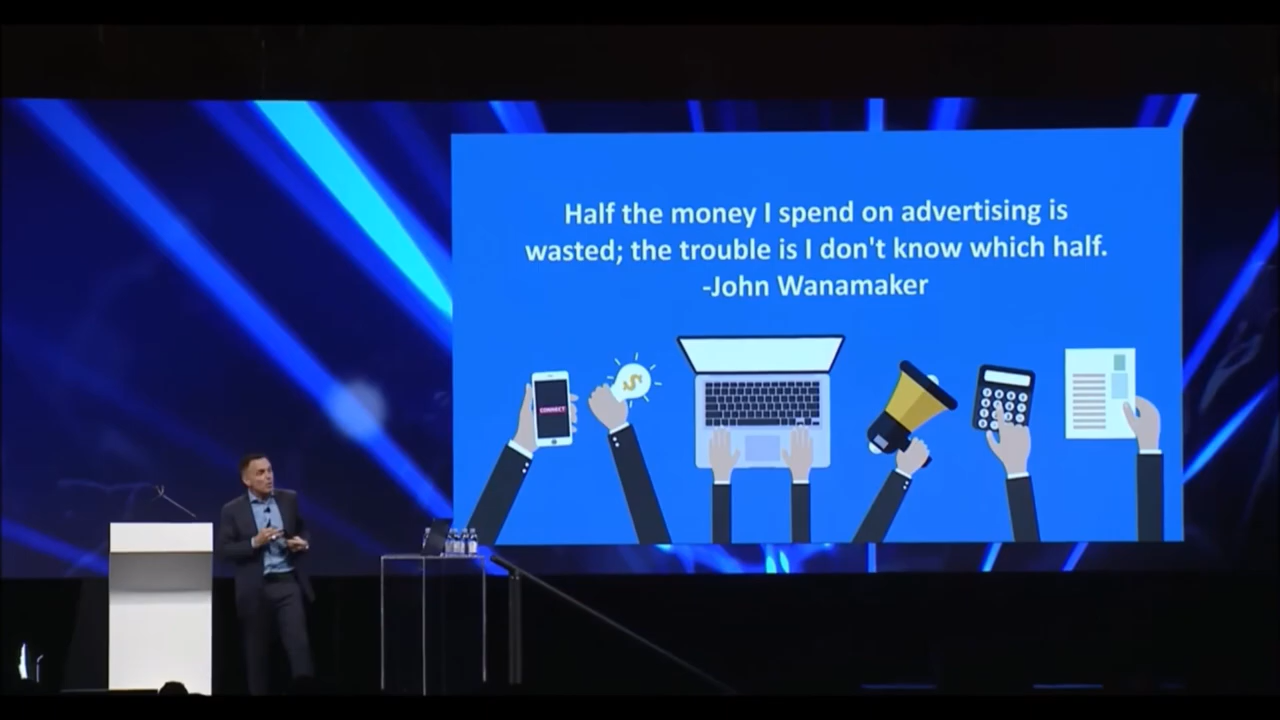 Half the money I spend on advertising is
wasted; the trouble is I don't know which half.
-John Wanamaker
CONNECT